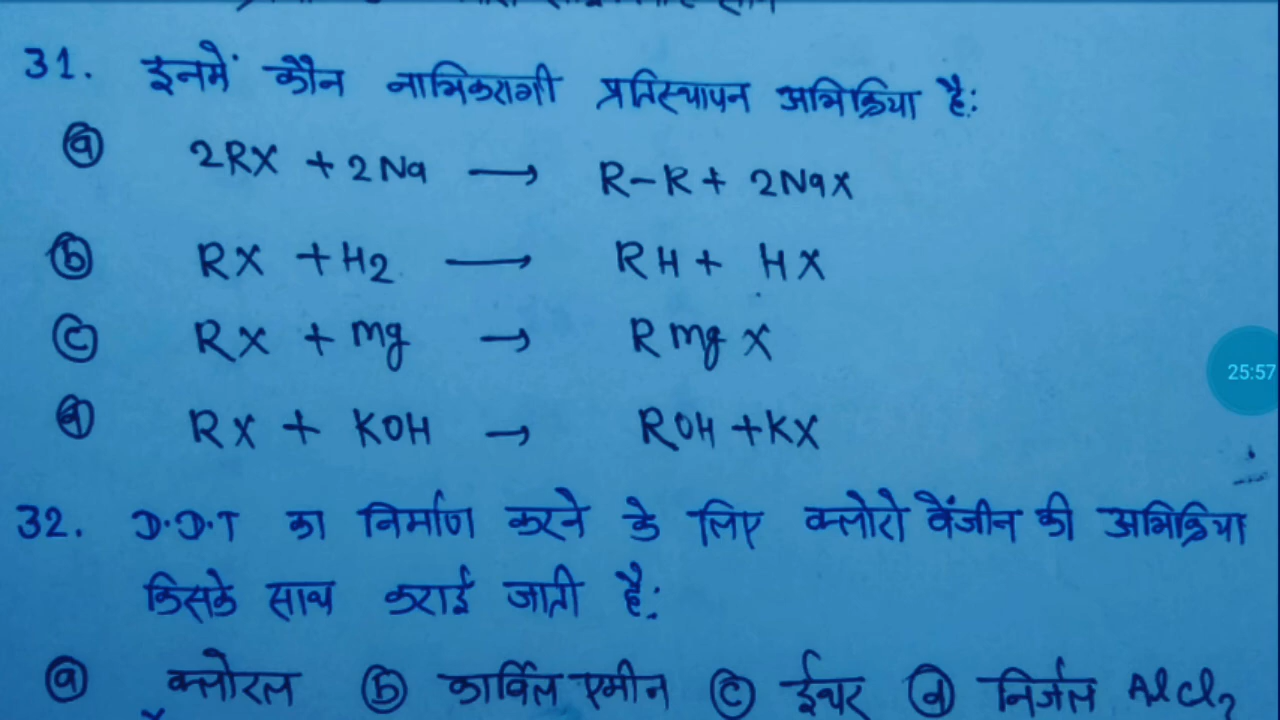 31. इनमें कौन नाभिकरागी प्रतिस्थापन अभिक्रिया है:
ⓐ 2RX + 2Na → R-R + 2NaX
ⓑ RX + H2 → RH + HX
ⓒ RX + Mg → RMgX
ⓓ RX + KOH → ROH + KX
25:57
32. D.D.T का निर्माण करने के लिए क्लोरो बेंजीन की अभिक्रिया
किसके साथ कराई जाती है:
ⓐ क्लोरल ⓑ कार्बिल एमीन ⓒ ईथर ⓓ निर्जल